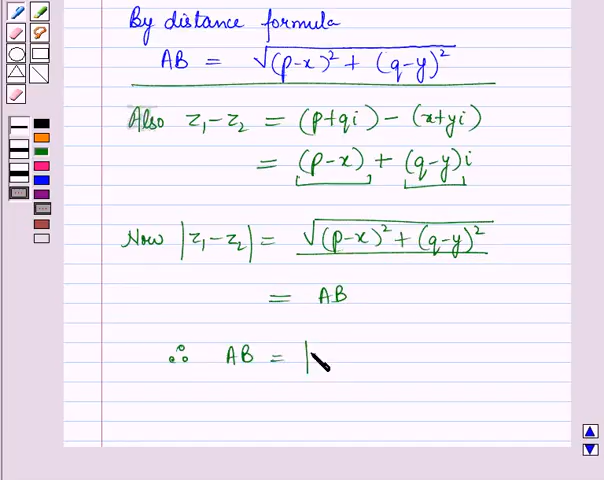 By distance formula
AB = √(p-x)² + (q-y)²
Also z₁-z₂ = (p+qi) - (x+yi)
= (p-x) + (q-y)i
Now |z₁-z₂| = √(p-x)² + (q-y)²
= AB
∴ AB = |